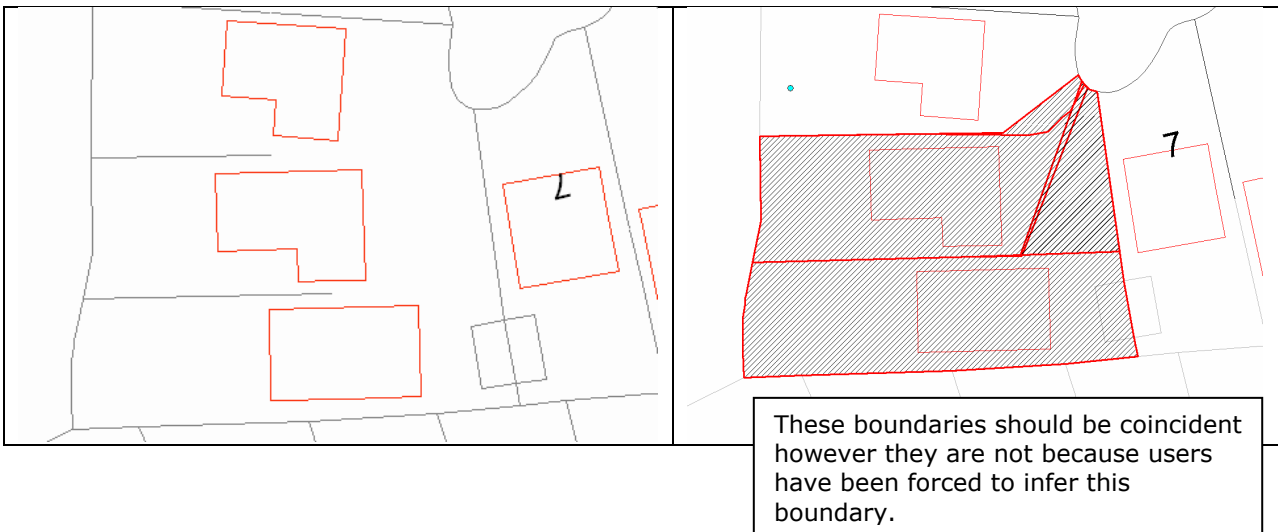 7
7
These boundaries should be coincident
however they are not because users
have been forced to infer this
boundary.